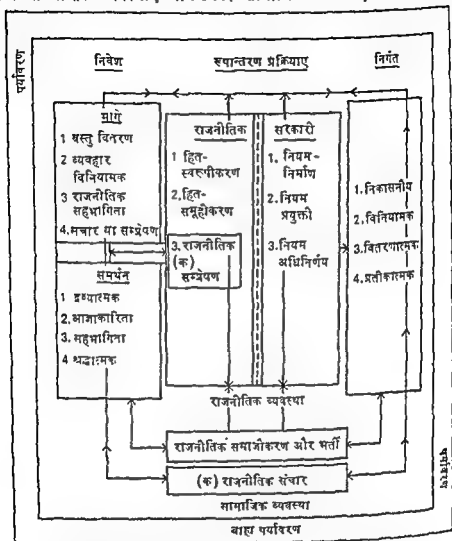 पर्यावरण
निवेश
रूपान्तरण प्रक्रियाए
निर्गत
मागे
1 वस्तु वितरण
2 व्यवहार
विनियामक
3 राजनीतिक
सहभागिता
4. मचार या सम्प्रेषण
समर्थन
1 द्रव्यात्मक
2. आज्ञाकारिता
3 सहभागिता
4 श्रद्धात्मक
राजनीतिक
1 हित-
स्वरूपीकरण
2. हित-
समूहीकरण
3. राजनीतिक
(क)
सम्प्रेषण
सरकारी
1. नियम-
निर्माण
2. नियम
प्रयुक्ती
3. नियम
अधिनिर्णय
1. निकासनीय
2. विनियामक
3. वितरणात्मक
4. प्रतीकात्मक
राजनीतिक व्यवस्था
राजनीतिक समाजीकरण और भर्ती
(क) राजनीतिक संचार
सामाजिक व्यवस्था
बाह्य पर्यावरण
पर्यावरण